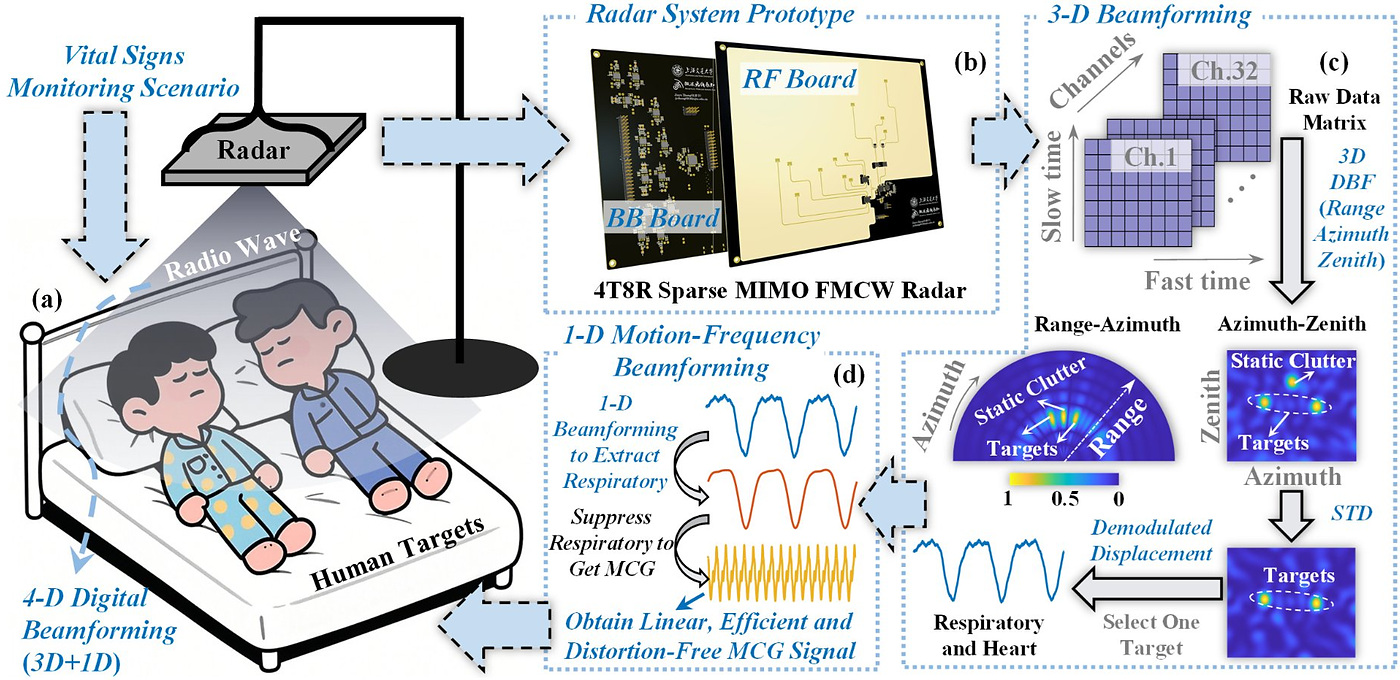 Vital Signs
Monitoring Scenario
Radar
Radio Wave
(a)
Human Targets
4-D Digital
Beamforming
(3D+1D)
Radar System Prototype
(b)
RF Board
BB Board
4T8R Sparse MIMO FMCW Radar
3-D Beamforming
(c)
Channels
Ch.32
Ch.1
Slow time
Fast time
Raw Data
Matrix
3D
DBF
(Range
Azimuth
Zenith)
Range-Azimuth
Azimuth
Static Clutter
Targets
Range
1
0.5
0
Azimuth-Zenith
Static Clutter
Zenith
Targets
Azimuth
STD
Targets
Demodulated
Displacement
Select One
Target
Respiratory
and Heart
1-D Motion-Frequency
Beamforming
(d)
1-D
Beamforming
to Extract
Respiratory
Suppress
Respiratory to
Get MCG
Obtain Linear, Efficient and
Distortion-Free MCG Signal